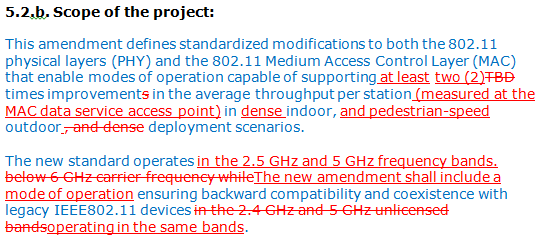 5.2.b. Scope of the project:
This amendment defines standardized modifications to both the 802.11
physical layers (PHY) and the 802.11 Medium Access Control Layer (MAC)
that enable modes of operation capable of supporting at least two (2)TBD
times improvements in the average throughput per station (measured at the
MAC data service access point) in dense indoor, and pedestrian-speed
outdoor , and dense deployment scenarios.
The new standard operates in the 2.5 GHz and 5 GHz frequency bands.
below 6 GHz carrier frequency whileThe new amendment shall include a
mode of operation ensuring backward compatibility and coexistence with
legacy IEEE802.11 devices in the 2.4 GHz and 5 GHz unlicensed
bandsoperating in the same bands.